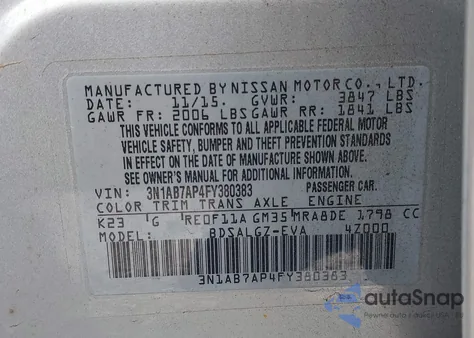 MANUFACTURED BY NISSAN MOTOR CO., LTD.
DATE: 11/15. GVWR: 3847 LBS
GAWR FR: 2006 LBS GAWR RR: 1841 LBS
THIS VEHICLE CONFORMS TO ALL APPLICABLE FEDERAL MOTOR
VEHICLE SAFETY, BUMPER AND THEFT PREVENTION STANDARDS
IN EFFECT ON THE DATE OF MANUFACTURE SHOWN ABOVE.
SEE OWNER'S MANUAL FOR ADDITIONAL INFORMATION.
VIN: 3N1AB7AP4FY380383 PASSENGER CAR.
COLOR TRIM TRANS AXLE ENGINE
K23 G RE0F11A GM35 MRA8DE 1798 CC
MODEL: BDSALGZ-EVA 4Z000
3N1AB7AP4FY380383
autoSnap